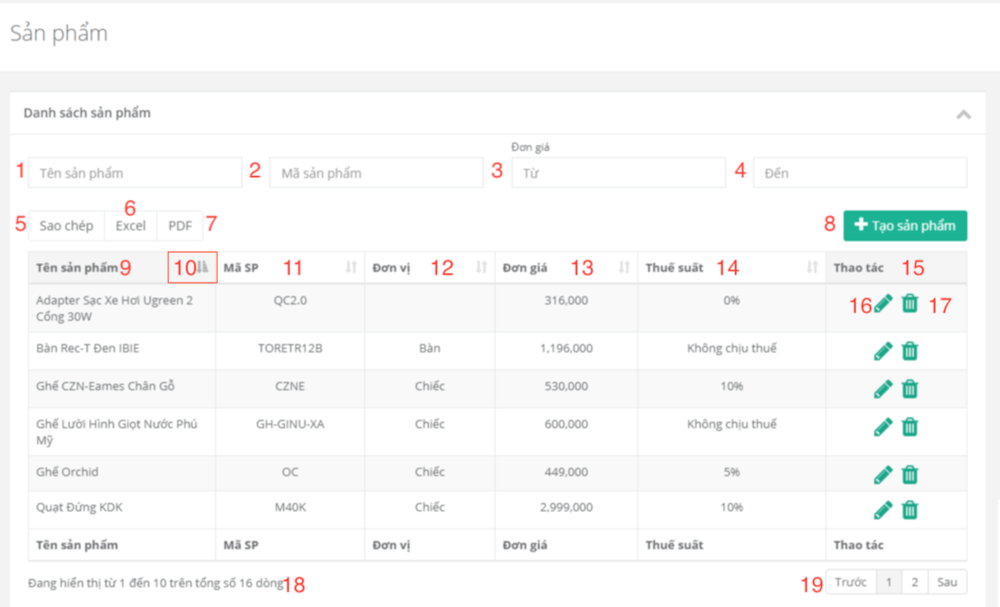 Sản phẩm
Danh sách sản phẩm
Đơn giá
1 Tên sản phẩm 2 Mã sản phẩm 3 Từ 4 Đến
6
5 Sao chép Excel PDF 7 8 Tạo sản phẩm
Tên sản phẩm 9 10 Mã SP 11 Đơn vị 12 Đơn giá 13 Thuế suất 14 Thao tác 15
Adapter Sạc Xe Hơi Ugreen 2 QC2.0 316,000 0% 16 17
Cổng 30W
Bàn Rec-T Đen IBIE TORETR12B Bàn 1,196,000 Không chịu thuế
Ghế CZN-Eames Chân Gỗ CZNE Chiếc 530,000 10%
Ghế Lười Hình Giọt Nước Phú GH-GINU-XA Chiếc 600,000 Không chịu thuế
Mỹ
Ghế Orchid OC Chiếc 449,000 5%
Quạt Đứng KDK M40K Chiếc 2,999,000 10%
Tên sản phẩm Mã SP Đơn vị Đơn giá Thuế suất Thao tác
Đang hiển thị từ 1 đến 10 trên tổng số 16 dòng 18 19 Trước 1 2 Sau